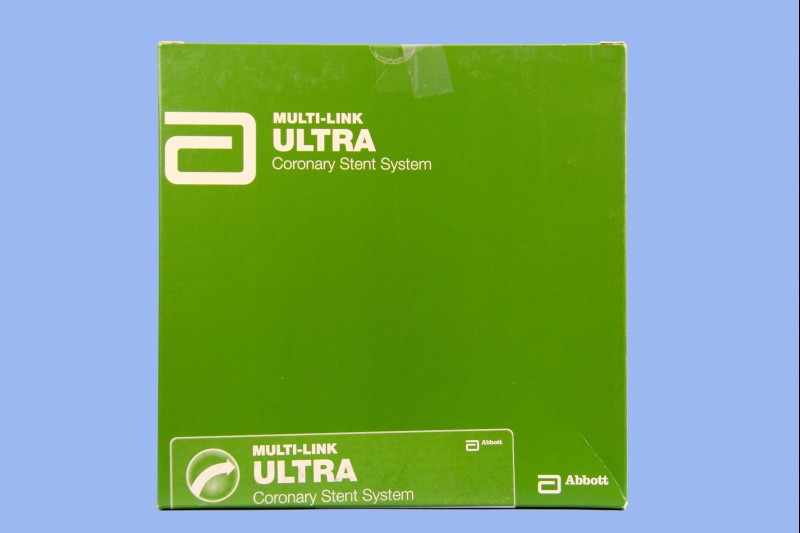 MULTI-LINK
ULTRA
Coronary Stent System
MULTI-LINK
ULTRA
Coronary Stent System
Abbott
Abbott